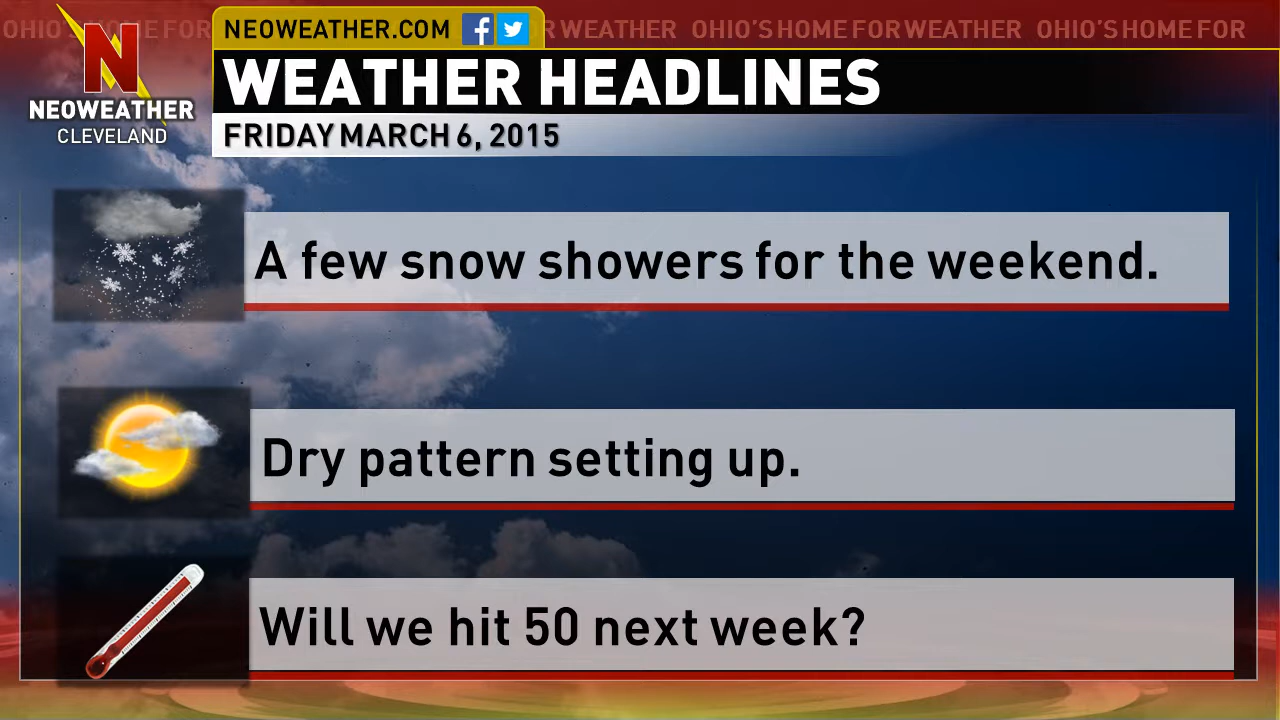 OHIO'S HOME FOR WEATHER OHIO'S HOME FOR WEATHER OHIO'S HOME FOR
NEOWEATHER.COM
N
NEOWEATHER
CLEVELAND
WEATHER HEADLINES
FRIDAY MARCH 6, 2015
A few snow showers for the weekend.
Dry pattern setting up.
Will we hit 50 next week?